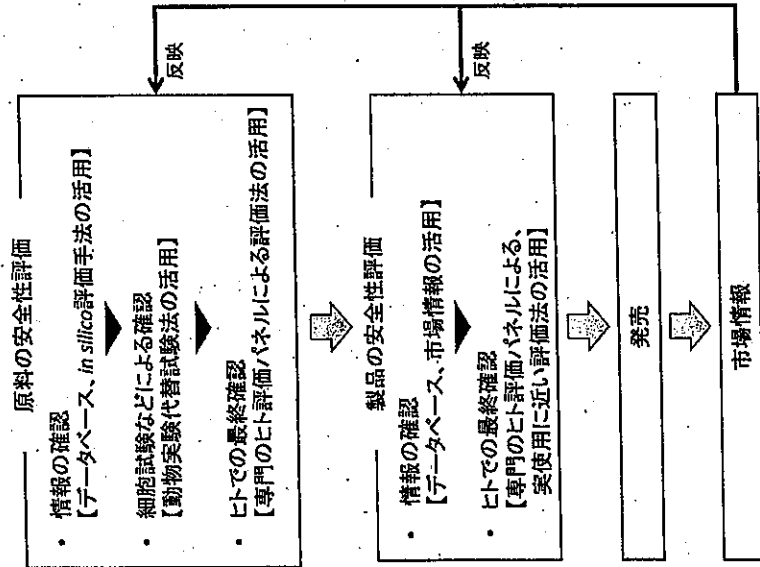 原料の安全性評価
・ 情報の確認
【データベース、in silico評価手法の活用】
・ 細胞試験などによる確認
【動物実験代替試験法の活用】
・ ヒトでの最終確認
【専門のヒト評価パネルによる評価法の活用】
反映
製品の安全性評価
・ 情報の確認
【データベース、市場情報の活用】
・ ヒトでの最終確認
【専門のヒト評価パネルによる、
実使用に近い評価法の活用】
反映
発売
市場情報